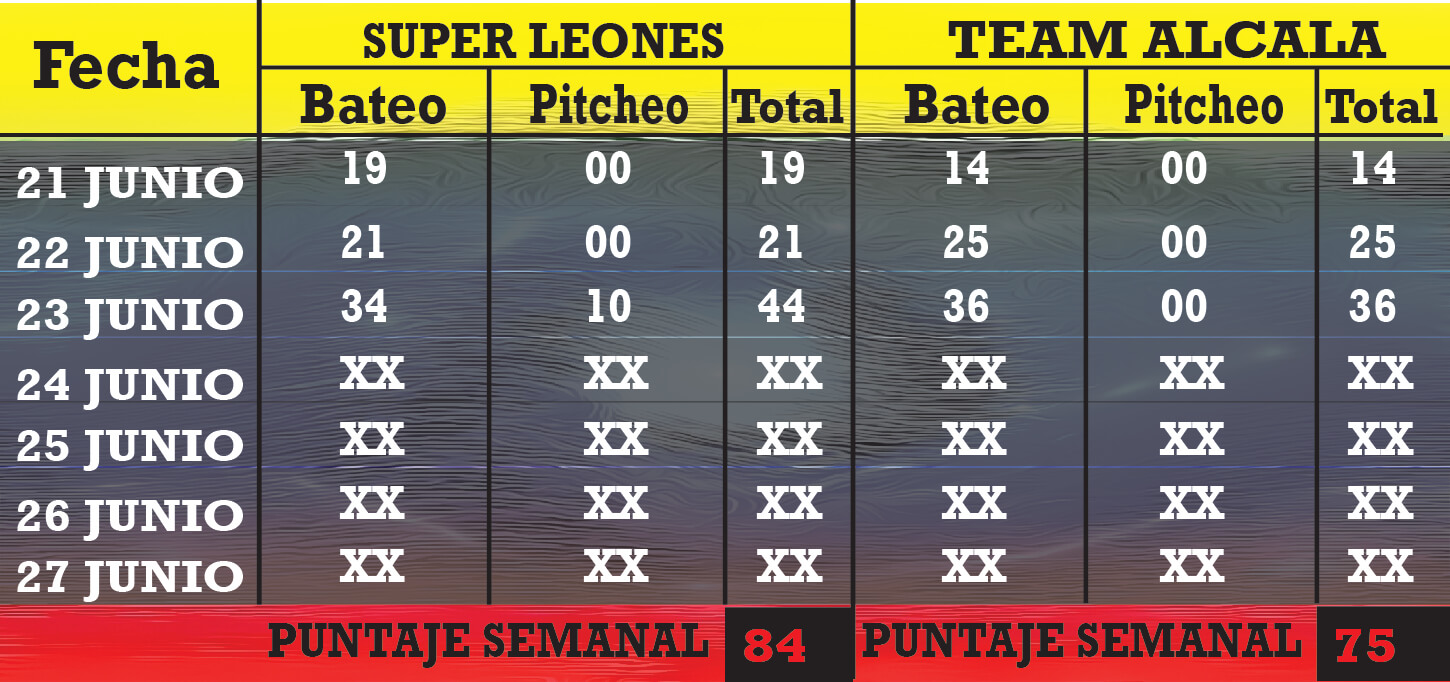 Fecha SUPER LEONES TEAM ALCALA
Bateo Pitcheo Total Bateo Pitcheo Total
21 JUNIO 19 00 19 14 00 14
22 JUNIO 21 00 21 25 00 25
23 JUNIO 34 10 44 36 00 36
24 JUNIO XX XX XX XX XX XX
25 JUNIO XX XX XX XX XX XX
26 JUNIO XX XX XX XX XX XX
27 JUNIO XX XX XX XX XX XX
PUNTAJE SEMANAL 84 PUNTAJE SEMANAL 75